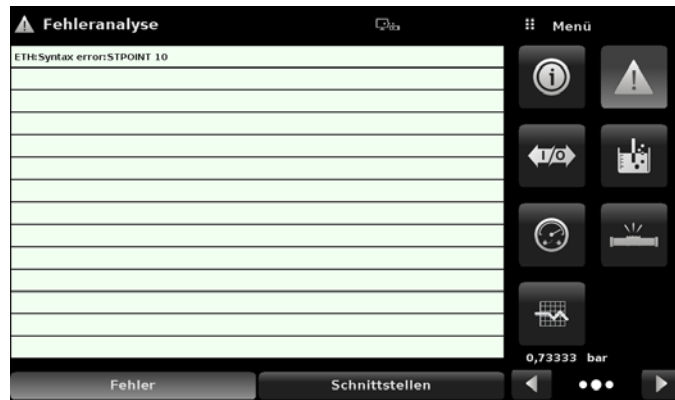 Fehleranalyse
Menü
ETH:Syntax error:STPOINT 10
I/O
0,73333 bar
Fehler
Schnittstellen